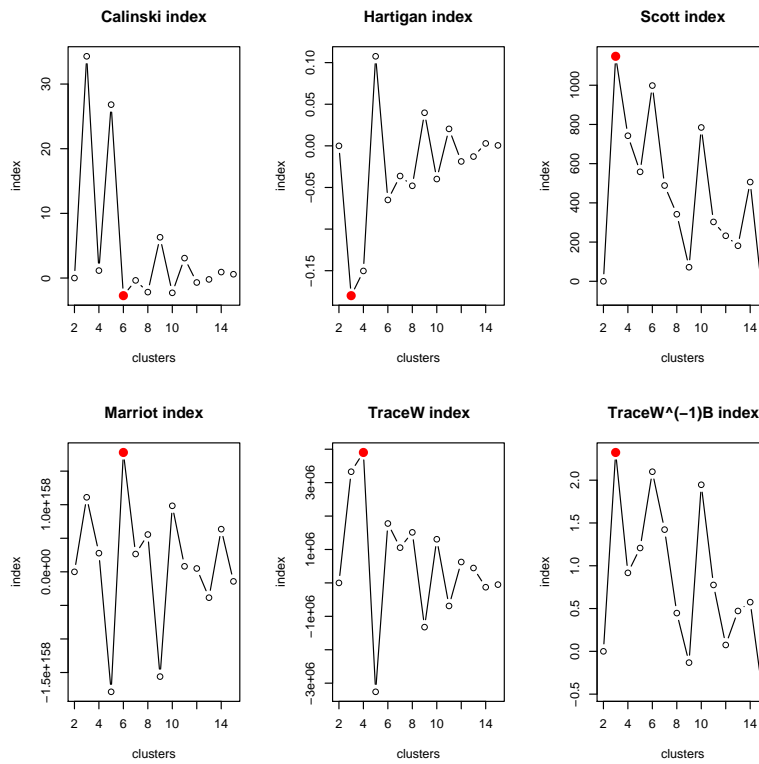 Calinski index
index
0
10
20
30
2 4 6 8 10 14
clusters
Hartigan index
index
−0.15
−0.05
0.00
0.05
0.10
2 4 6 8 10 14
clusters
Scott index
index
0
200
400
600
800
1000
2 4 6 8 10 14
clusters
Marriot index
index
−1.5e+158
0.0e+00
1.0e+158
2 4 6 8 10 14
clusters
TraceW index
index
−3e+06
−1e+06
1e+06
3e+06
2 4 6 8 10 14
clusters
TraceW^(−1)B index
index
−0.5
0.0
0.5
1.0
1.5
2.0
2 4 6 8 10 14
clusters